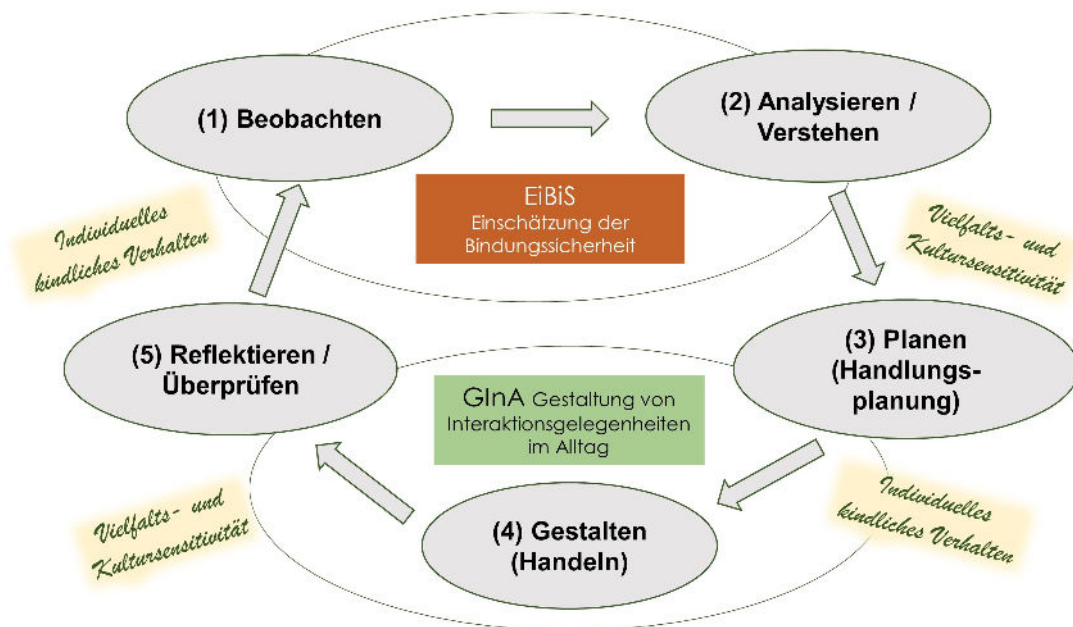 (1) Beobachten
(2) Analysieren /
Verstehen
EiBiS
Einschätzung der
Bindungssicherheit
Individuelles
kindliches Verhalten
Vielfalts- und
Kultursensitivität
(5) Reflektieren /
Überprüfen
(3) Planen
(Handlungs-
planung)
GInA Gestaltung von
Interaktionsgelegenheiten
im Alltag
Vielfalts- und
Kultursensitivität
(4) Gestalten
(Handeln)
Individuelles
kindliches Verhalten